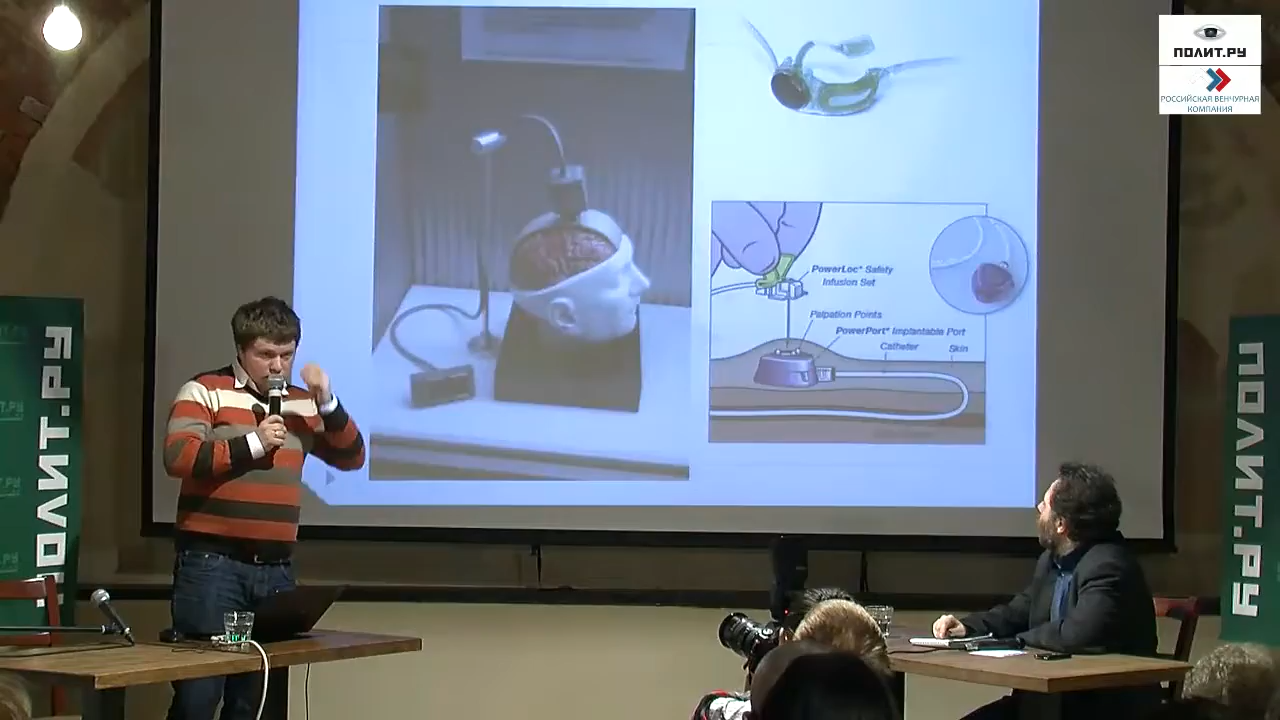 ПОЛИТ.РУ
РОССИЙСКАЯ ВЕНЧУРНАЯ
КОМПАНИЯ
PowerLoc* Safety
Infusion Set
Palpation Points
PowerPort* Implantable Port
Catheter
Skin
ПОЛИТ.РУ
ПОЛИТ.РУ